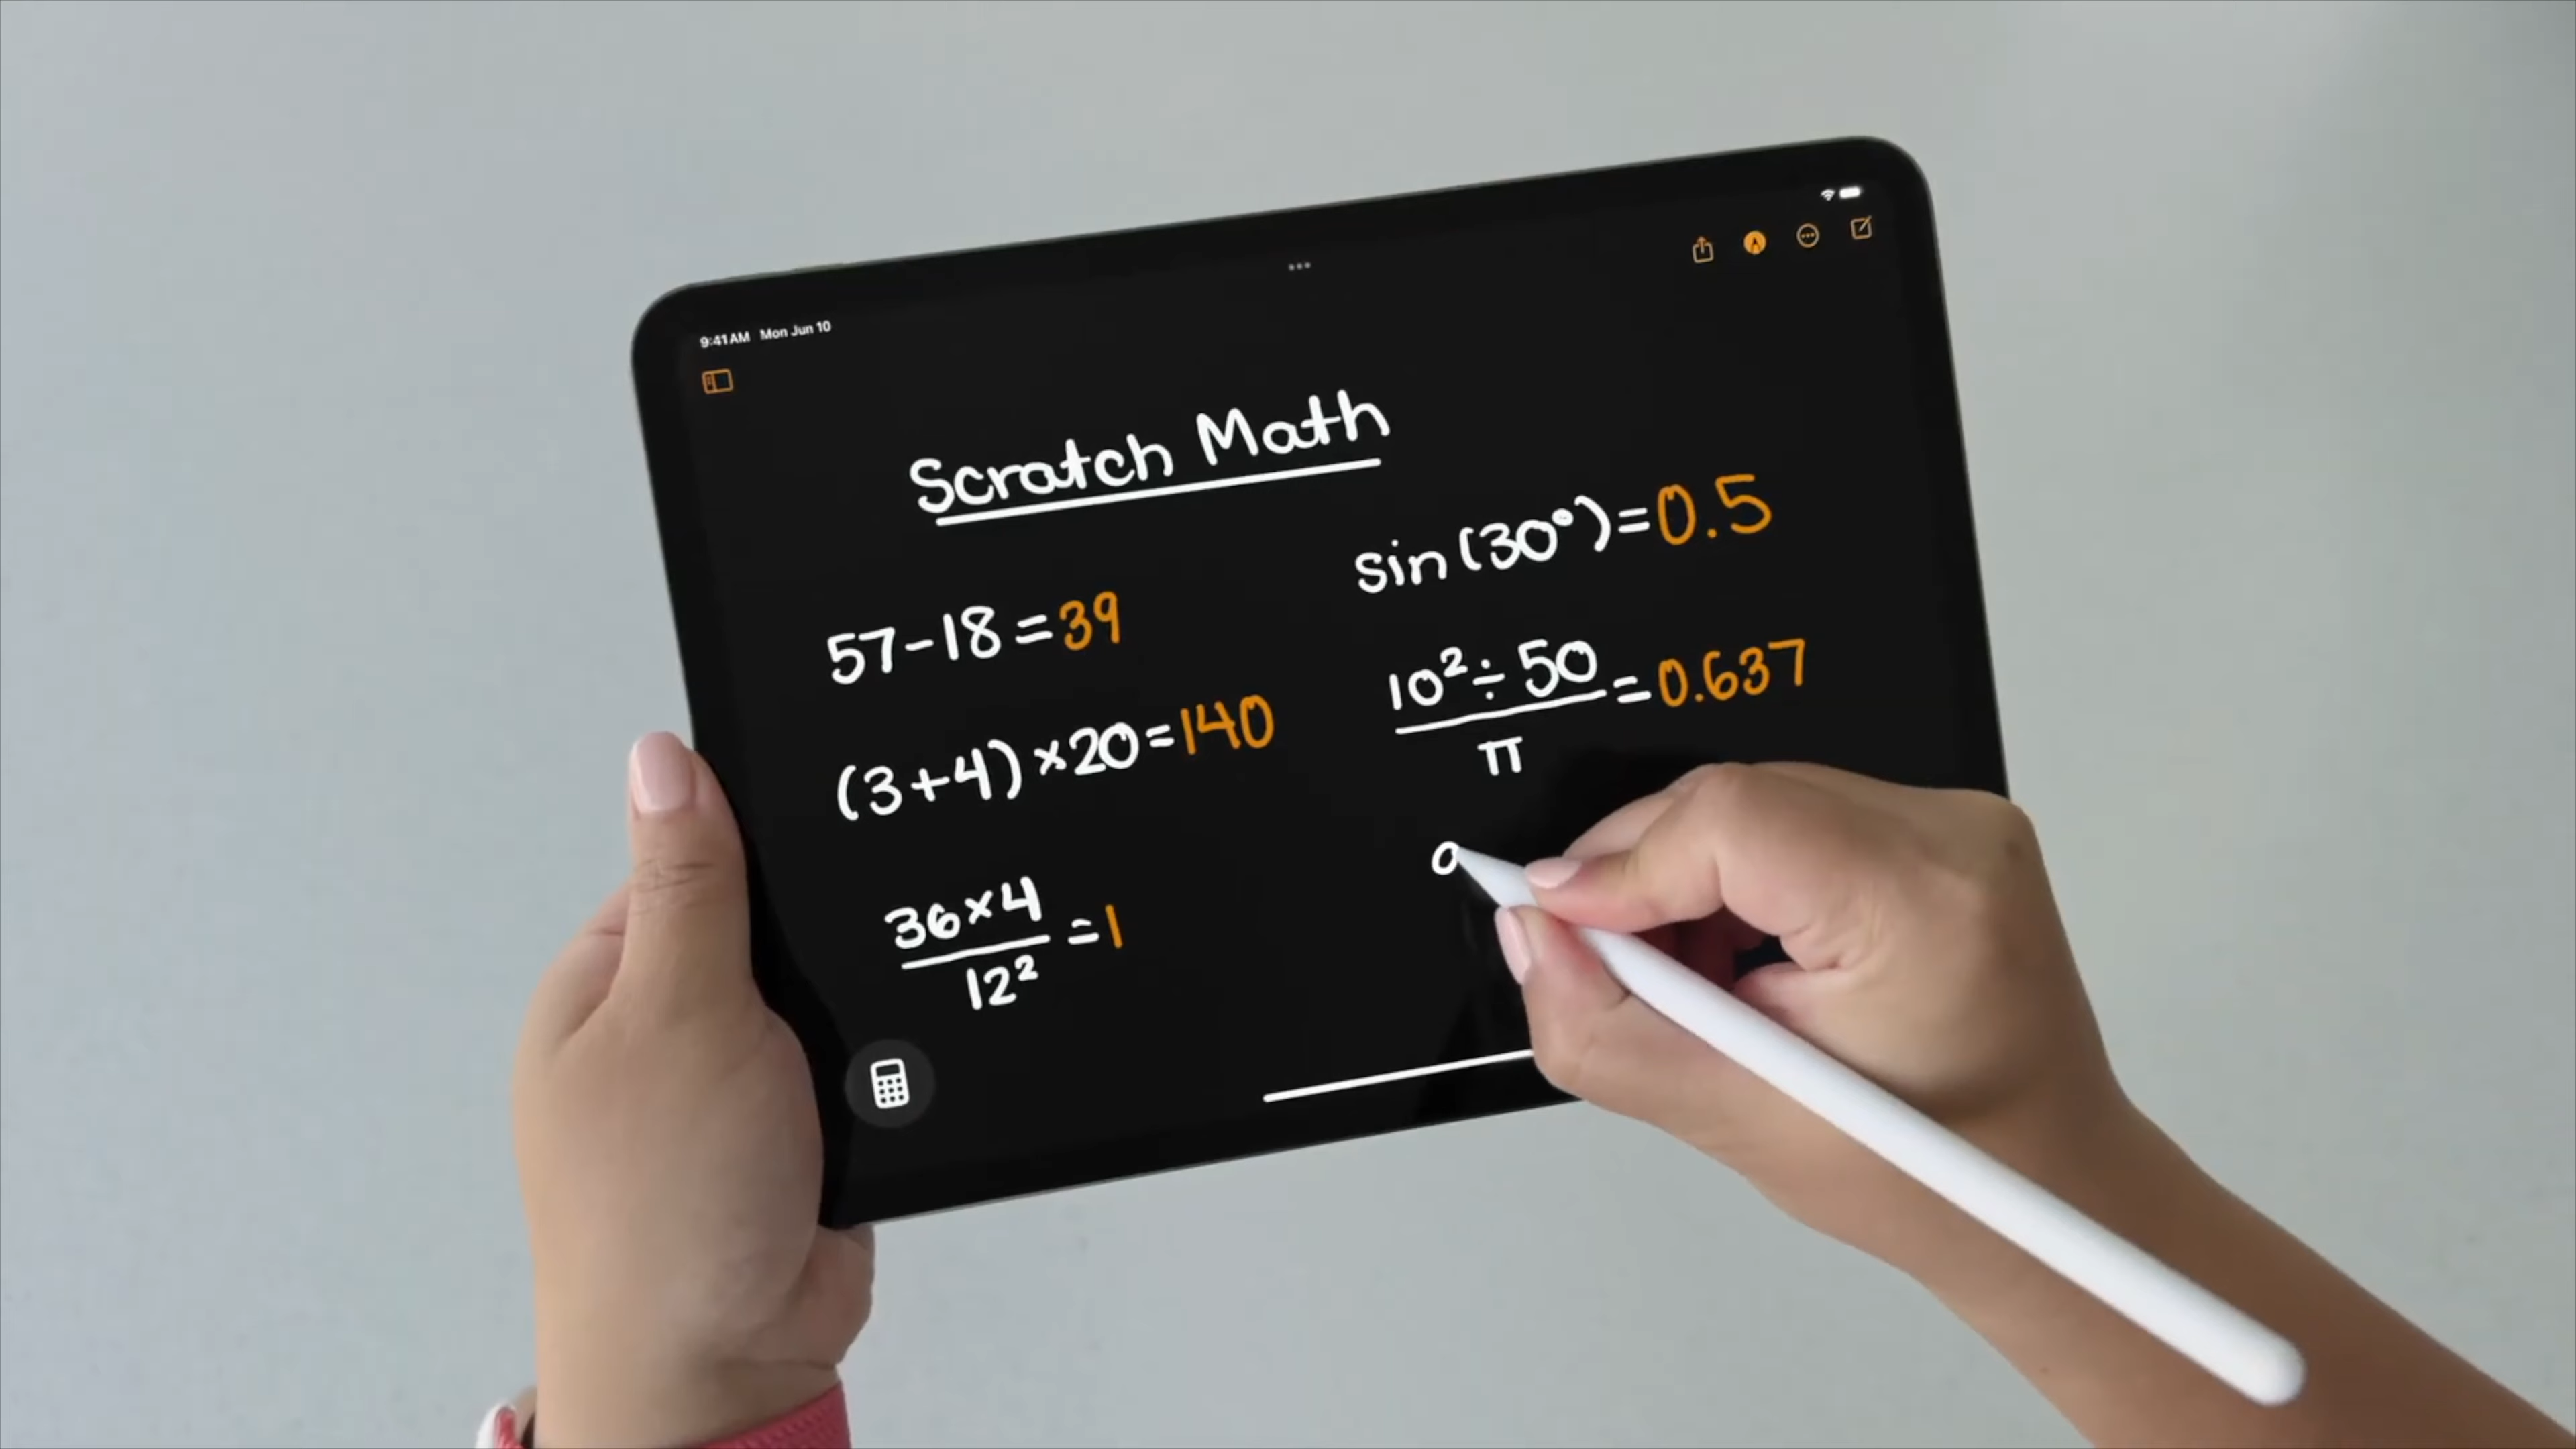 9:41 AM Mon Jun 10
Scratch Math
57-18=39
(3+4)×20=140
36×4
12²
=1
sin(30°)=0.5
10²÷50
π
=0.637